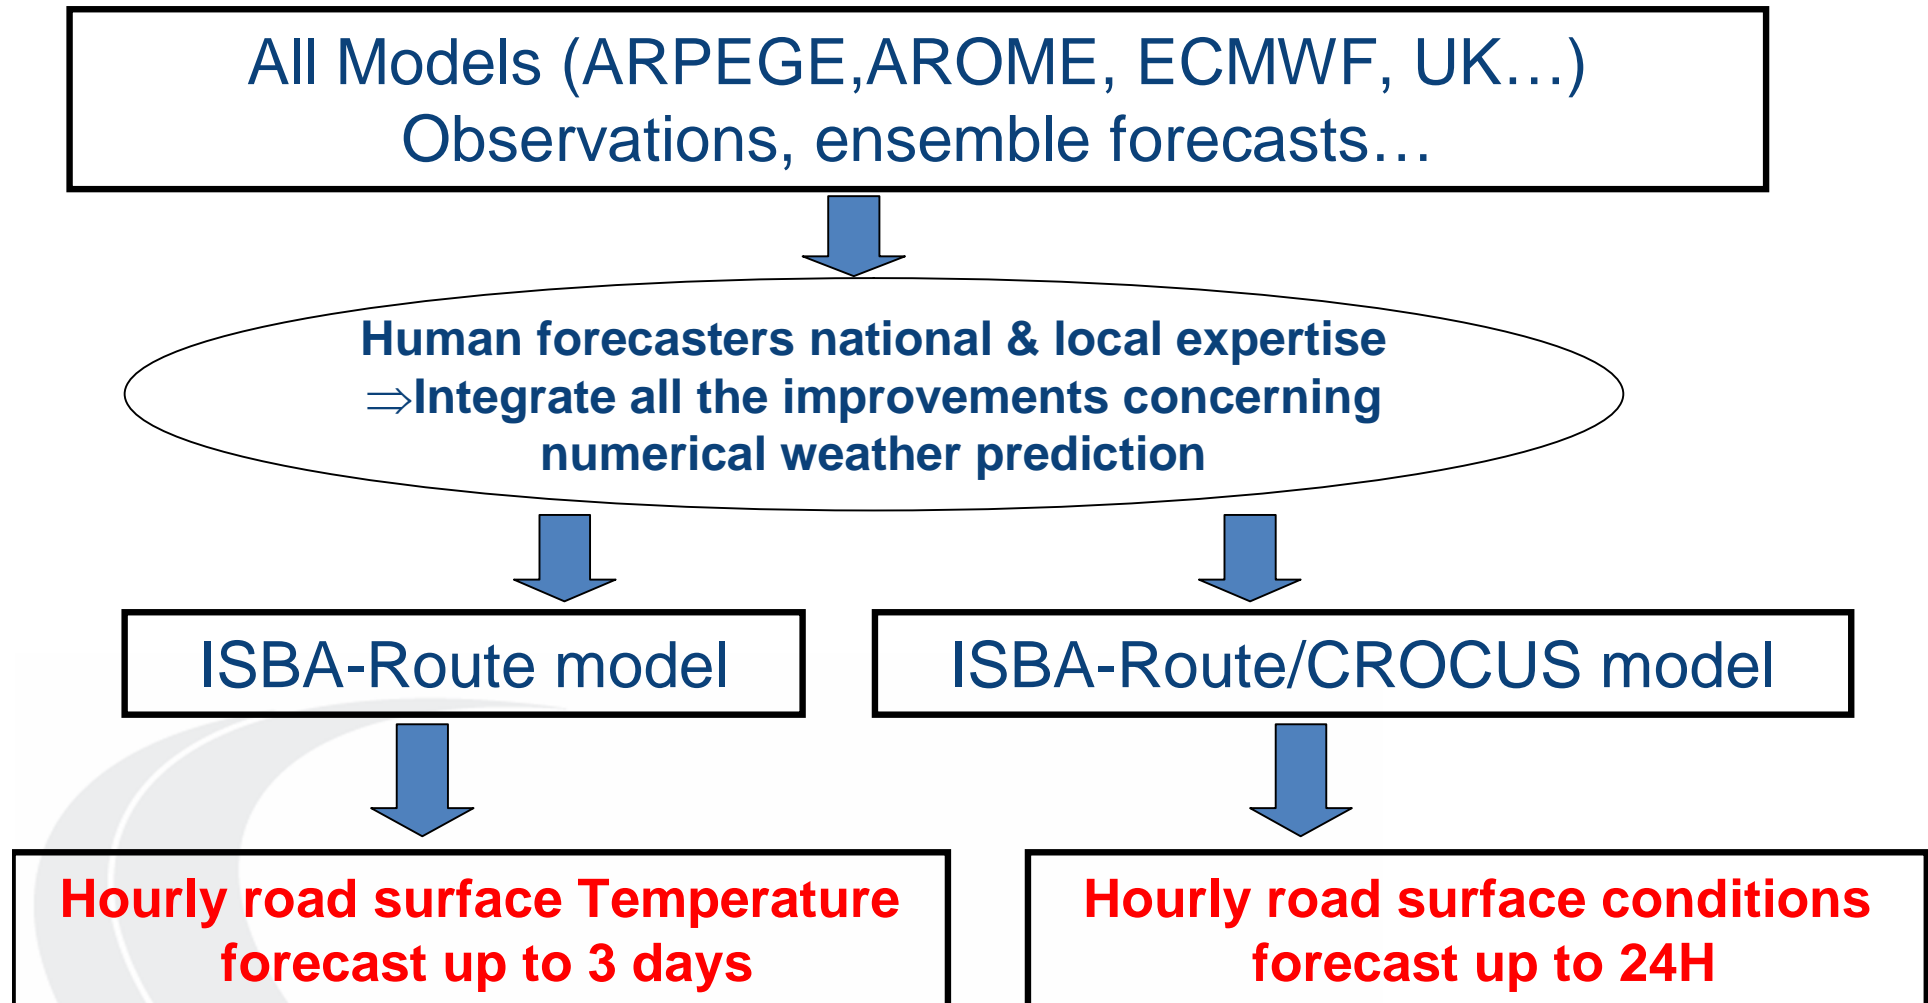 All Models (ARPEGE,AROME, ECMWF, UK…)
Observations, ensemble forecasts…
Human forecasters national & local expertise
⇒Integrate all the improvements concerning
numerical weather prediction
ISBA-Route model
ISBA-Route/CROCUS model
Hourly road surface Temperature
forecast up to 3 days
Hourly road surface conditions
forecast up to 24H